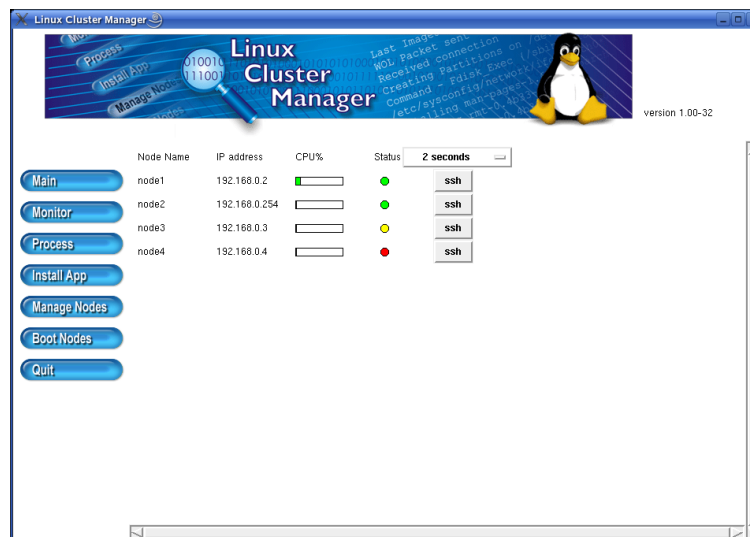 Linux Cluster Manager
Process
Install App
Manage Nodes
Linux
Cluster
Manager
Last Image
WOL Packet sent
Received connection on
Creating Partitions
Command - Fdisk Exec
/etc/sysconfig/network
version 1.00-32
Node Name IP address CPU% Status 2 seconds
Main
node1 192.168.0.2 ssh
Monitor
node2 192.168.0.254 ssh
node3 192.168.0.3 ssh
Process
node4 192.168.0.4 ssh
Install App
Manage Nodes
Boot Nodes
Quit